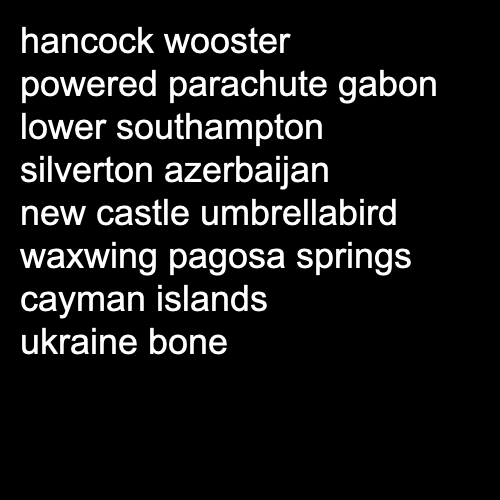 hancock wooster
powered parachute gabon
lower southampton
silverton azerbaijan
new castle umbrellabird
waxwing pagosa springs
cayman islands
ukraine bone